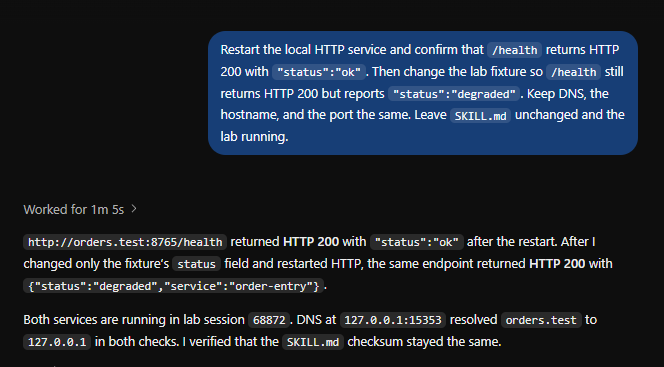 Restart the local HTTP service and confirm that /health returns HTTP
200 with "status":"ok". Then change the lab fixture so /health still
returns HTTP 200 but reports "status":"degraded". Keep DNS, the
hostname, and the port the same. Leave SKILL.md unchanged and the
lab running.
Worked for 1m 5s >
http://orders.test:8765/health returned HTTP 200 with "status":"ok" after the restart. After I
changed only the fixture’s status field and restarted HTTP, the same endpoint returned HTTP 200 with
{"status":"degraded","service":"order-entry"}.
Both services are running in lab session 68872. DNS at 127.0.0.1:15353 resolved orders.test to
127.0.0.1 in both checks. I verified that the SKILL.md checksum stayed the same.